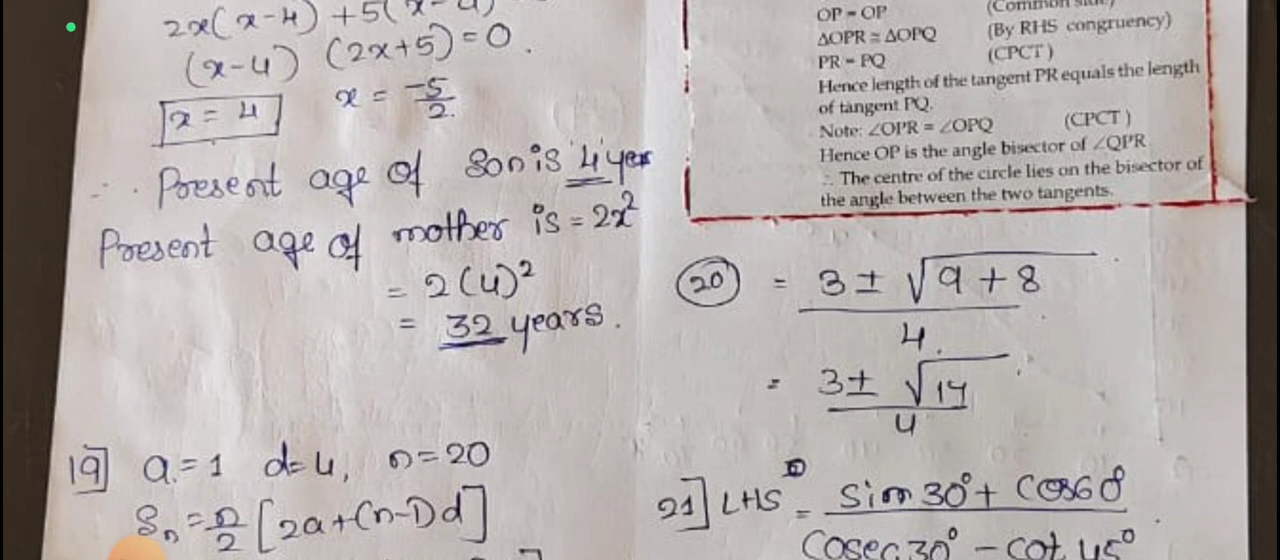 2x(x-4) +5(x-4)
(x-4) (2x+5)=0.
x = 4 x = -5/2.
∴ Present age of Son is 4 year
Present age of mother is = 2x²
= 2(4)²
= 32 years.
19] a=1 d=4, n=20
Sₙ = n/2 [2a+(n-1)d]
OP = OP
ΔOPR ≅ ΔOPQ (By RHS congruency)
PR = PQ (CPCT)
Hence length of the tangent PR equals the length
of tangent PQ.
Note: ∠OPR = ∠OPQ (CPCT)
Hence OP is the angle bisector of ∠QPR
∴ The centre of the circle lies on the bisector of
the angle between the two tangents.
20 = 3 ± √9 + 8 / 4.
= 3 ± √14 / 4
21] LHS = Sin 30° + Cos 60° / Cosec 30° - Cot 45°